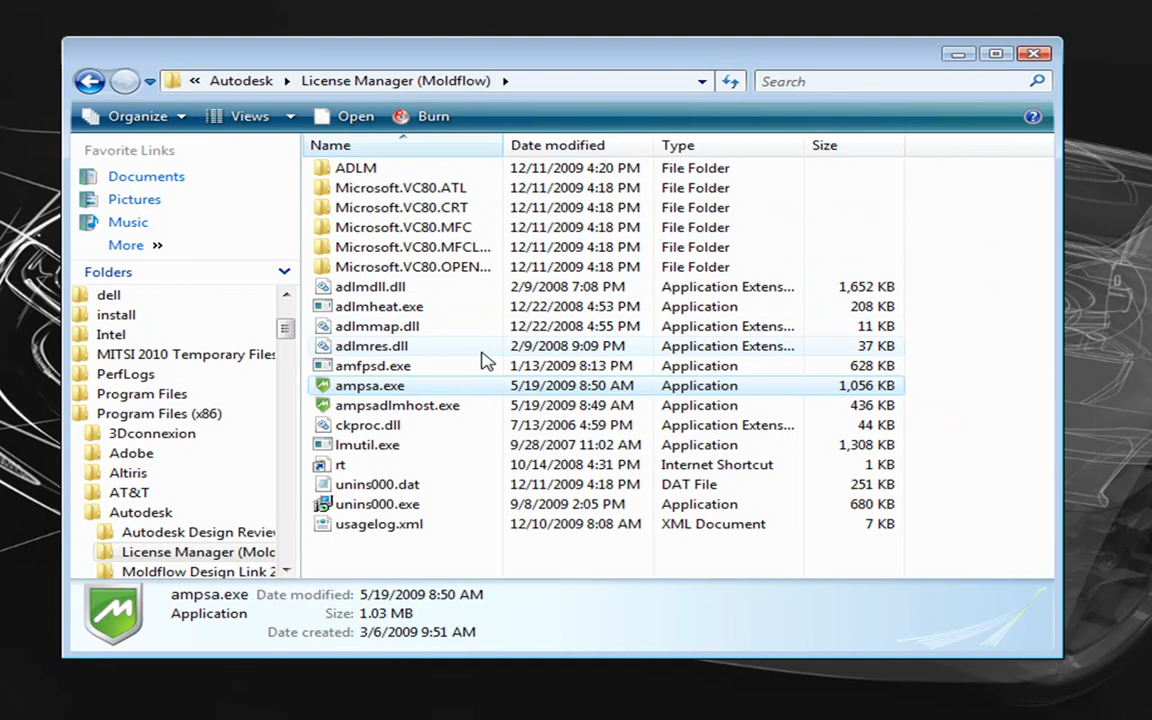 « Autodesk License Manager (Moldflow)
Search
Organize Views Open Burn
Favorite Links
Documents
Pictures
Music
More »
Folders
dell
install
Intel
MITSI 2010 Temporary Files
PerfLogs
Program Files
Program Files (x86)
3Dconnexion
Adobe
Altiris
AT&T
Autodesk
Autodesk Design Review
License Manager (Mold
Moldflow Design Link 2
Name Date modified Type Size
ADLM 12/11/2009 4:20 PM File Folder
Microsoft.VC80.ATL 12/11/2009 4:18 PM File Folder
Microsoft.VC80.CRT 12/11/2009 4:18 PM File Folder
Microsoft.VC80.MFC 12/11/2009 4:18 PM File Folder
Microsoft.VC80.MFCL... 12/11/2009 4:18 PM File Folder
Microsoft.VC80.OPEN... 12/11/2009 4:18 PM File Folder
adlmdll.dll 2/9/2008 7:08 PM Application Extens... 1,652 KB
adlmheat.exe 12/22/2008 4:53 PM Application 208 KB
adlmmap.dll 12/22/2008 4:55 PM Application Extens... 11 KB
adlmres.dll 2/9/2008 9:09 PM Application Extens... 37 KB
amfpsd.exe 1/13/2009 8:13 PM Application 628 KB
ampsa.exe 5/19/2009 8:50 AM Application 1,056 KB
ampsadlmhost.exe 5/19/2009 8:49 AM Application 436 KB
ckproc.dll 7/13/2006 4:59 PM Application Extens... 44 KB
lmutil.exe 9/28/2007 11:02 AM Application 1,308 KB
rt 10/14/2008 4:31 PM Internet Shortcut 1 KB
unins000.dat 12/11/2009 4:18 PM DAT File 251 KB
unins000.exe 9/8/2009 2:05 PM Application 680 KB
usagelog.xml 12/10/2009 8:08 AM XML Document 7 KB
ampsa.exe Date modified: 5/19/2009 8:50 AM
Application Size: 1.03 MB
Date created: 3/6/2009 9:51 AM